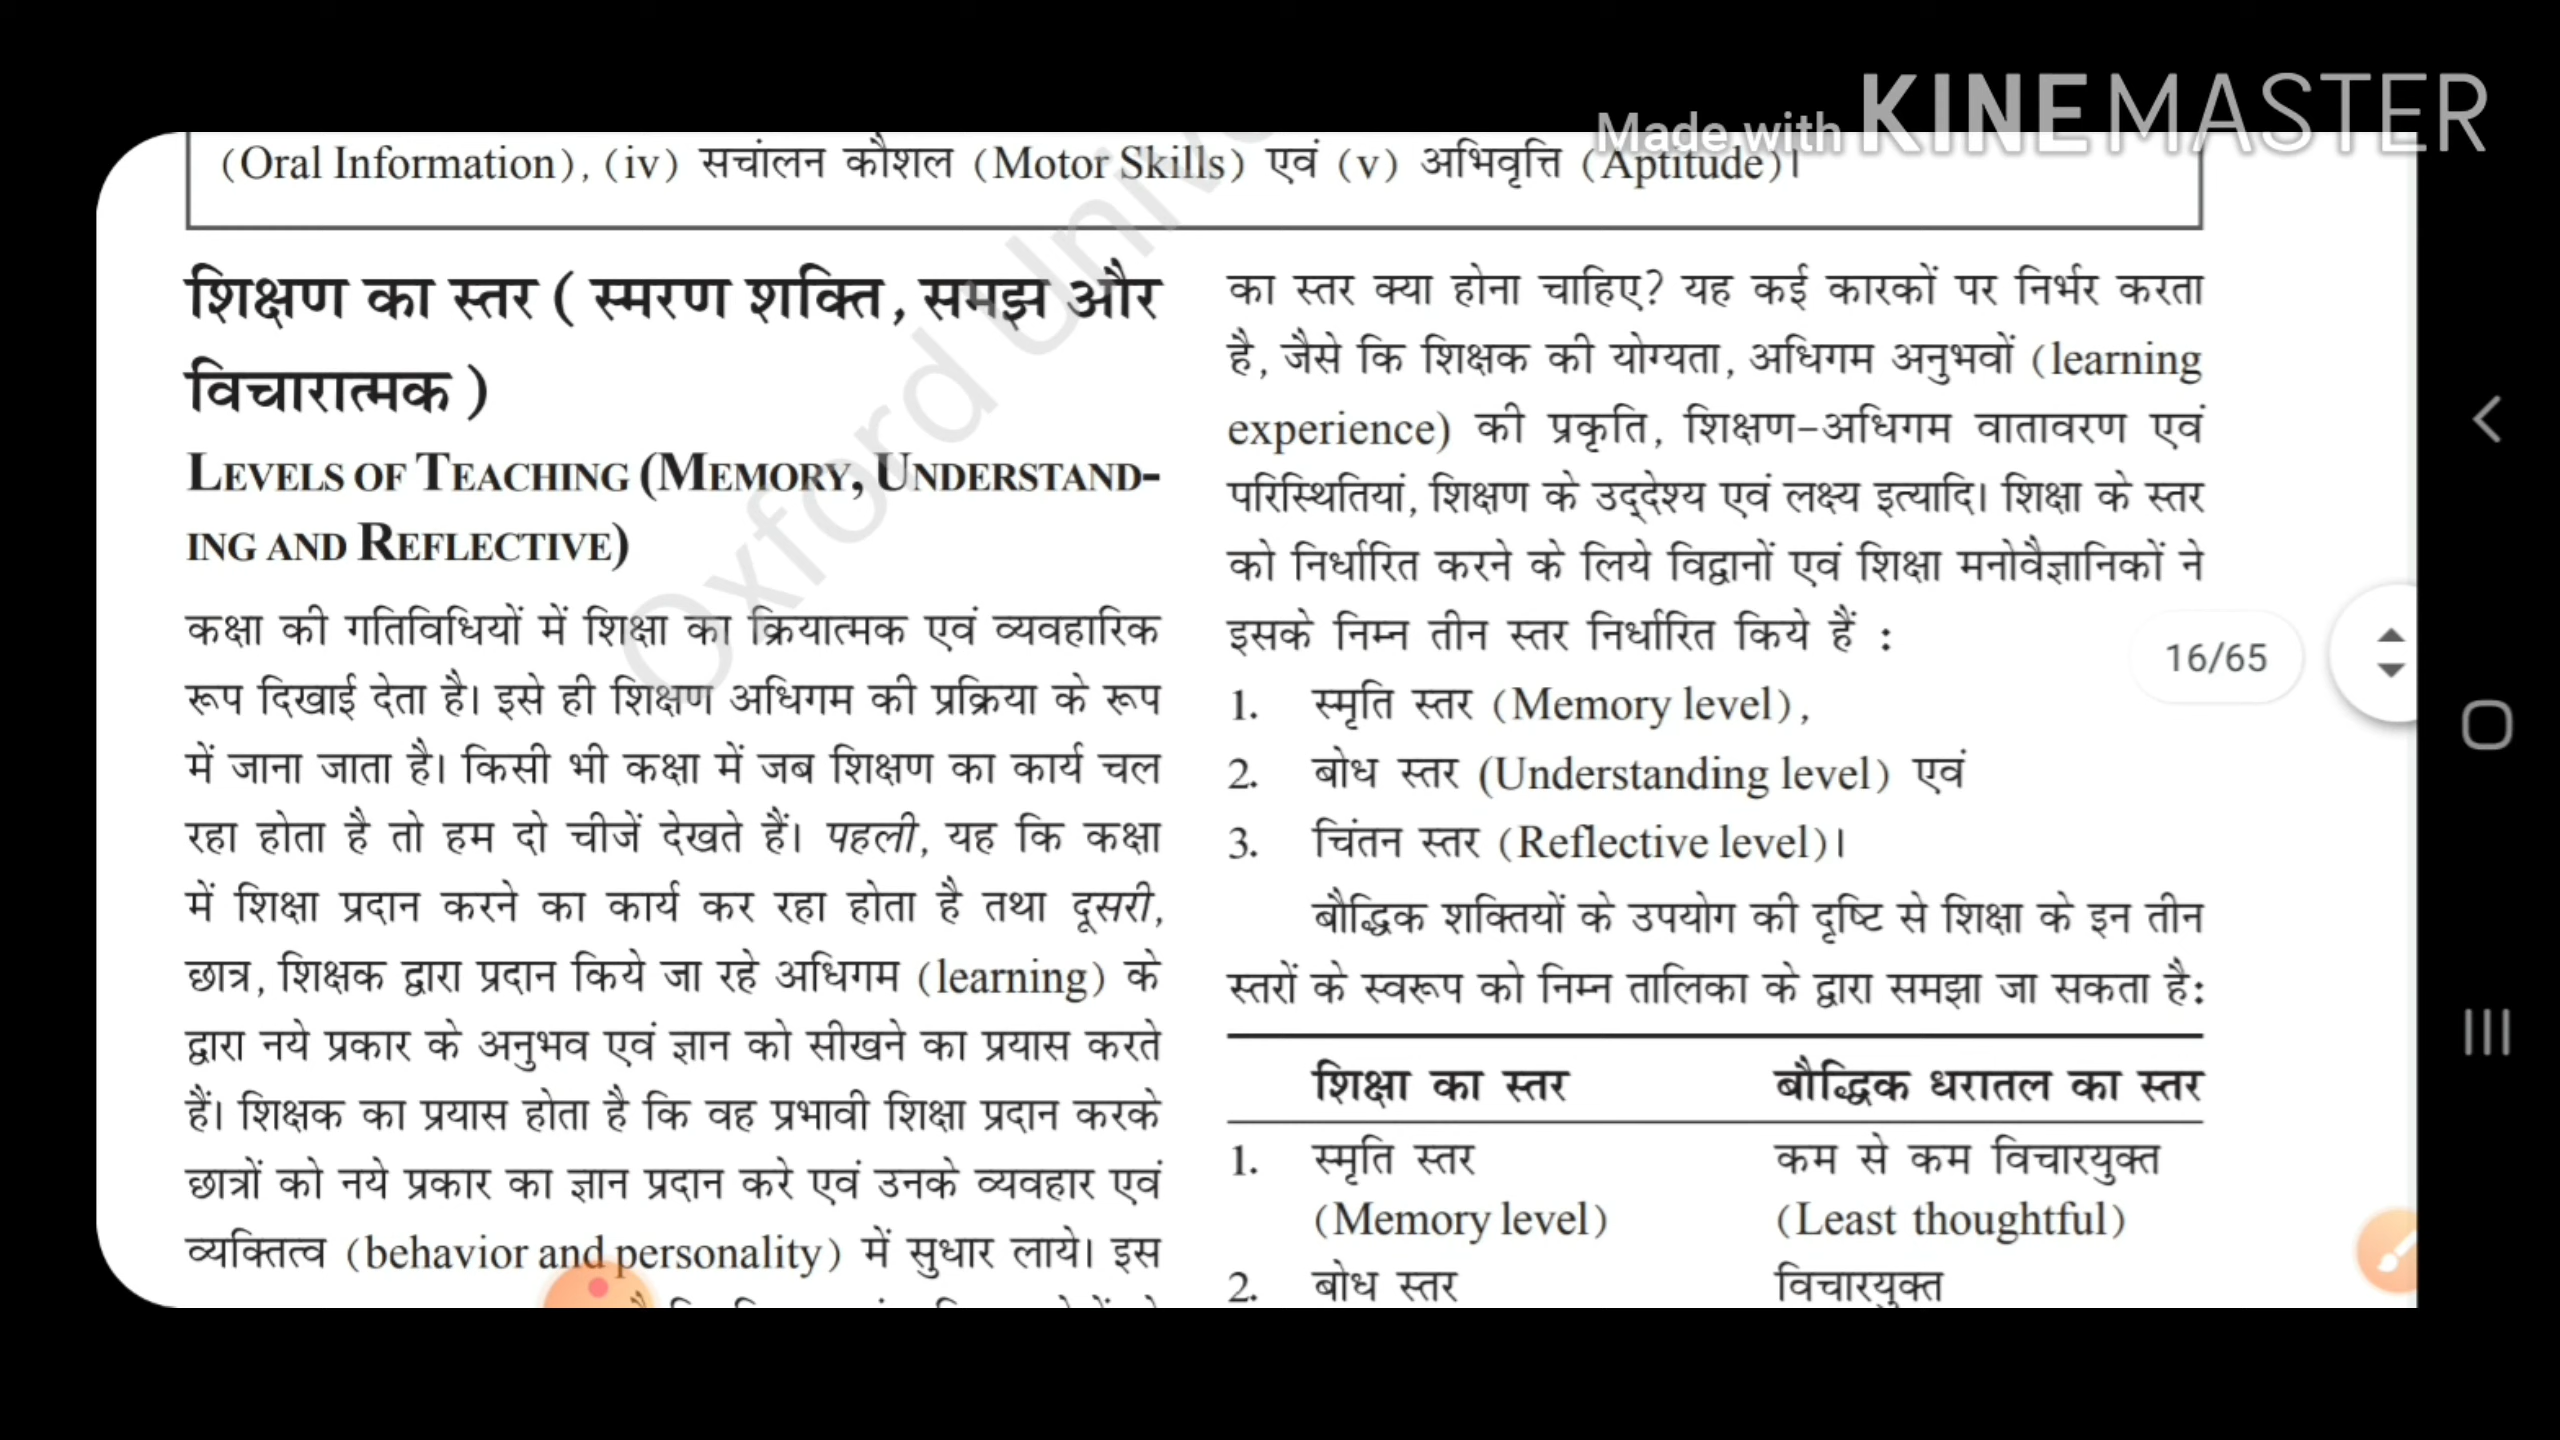 Made with KINEMASTER
(Oral Information), (iv) सचांलन कौशल (Motor Skills) एवं (v) अभिवृत्ति (Aptitude)।
शिक्षण का स्तर ( स्मरण शक्ति, समझ और
विचारात्मक )
LEVELS OF TEACHING (MEMORY, UNDERSTAND-
ING AND REFLECTIVE)
कक्षा की गतिविधियों में शिक्षा का क्रियात्मक एवं व्यवहारिक
रूप दिखाई देता है। इसे ही शिक्षण अधिगम की प्रक्रिया के रूप
में जाना जाता है। किसी भी कक्षा में जब शिक्षण का कार्य चल
रहा होता है तो हम दो चीजें देखते हैं। पहली, यह कि कक्षा
में शिक्षा प्रदान करने का कार्य कर रहा होता है तथा दूसरी,
छात्र, शिक्षक द्वारा प्रदान किये जा रहे अधिगम (learning) के
द्वारा नये प्रकार के अनुभव एवं ज्ञान को सीखने का प्रयास करते
हैं। शिक्षक का प्रयास होता है कि वह प्रभावी शिक्षा प्रदान करके
छात्रों को नये प्रकार का ज्ञान प्रदान करे एवं उनके व्यवहार एवं
व्यक्तित्व (behavior and personality) में सुधार लाये। इस
का स्तर क्या होना चाहिए? यह कई कारकों पर निर्भर करता
है, जैसे कि शिक्षक की योग्यता, अधिगम अनुभवों (learning
experience) की प्रकृति, शिक्षण-अधिगम वातावरण एवं
परिस्थितियां, शिक्षण के उद्देश्य एवं लक्ष्य इत्यादि। शिक्षा के स्तर
को निर्धारित करने के लिये विद्वानों एवं शिक्षा मनोवैज्ञानिकों ने
इसके निम्न तीन स्तर निर्धारित किये हैं :
1. स्मृति स्तर (Memory level),
2. बोध स्तर (Understanding level) एवं
3. चिंतन स्तर (Reflective level)।
बौद्धिक शक्तियों के उपयोग की दृष्टि से शिक्षा के इन तीन
स्तरों के स्वरूप को निम्न तालिका के द्वारा समझा जा सकता है:
शिक्षा का स्तर बौद्धिक धरातल का स्तर
1. स्मृति स्तर कम से कम विचारयुक्त
(Memory level) (Least thoughtful)
2. बोध स्तर विचारयुक्त
16/65
Oxford Unive